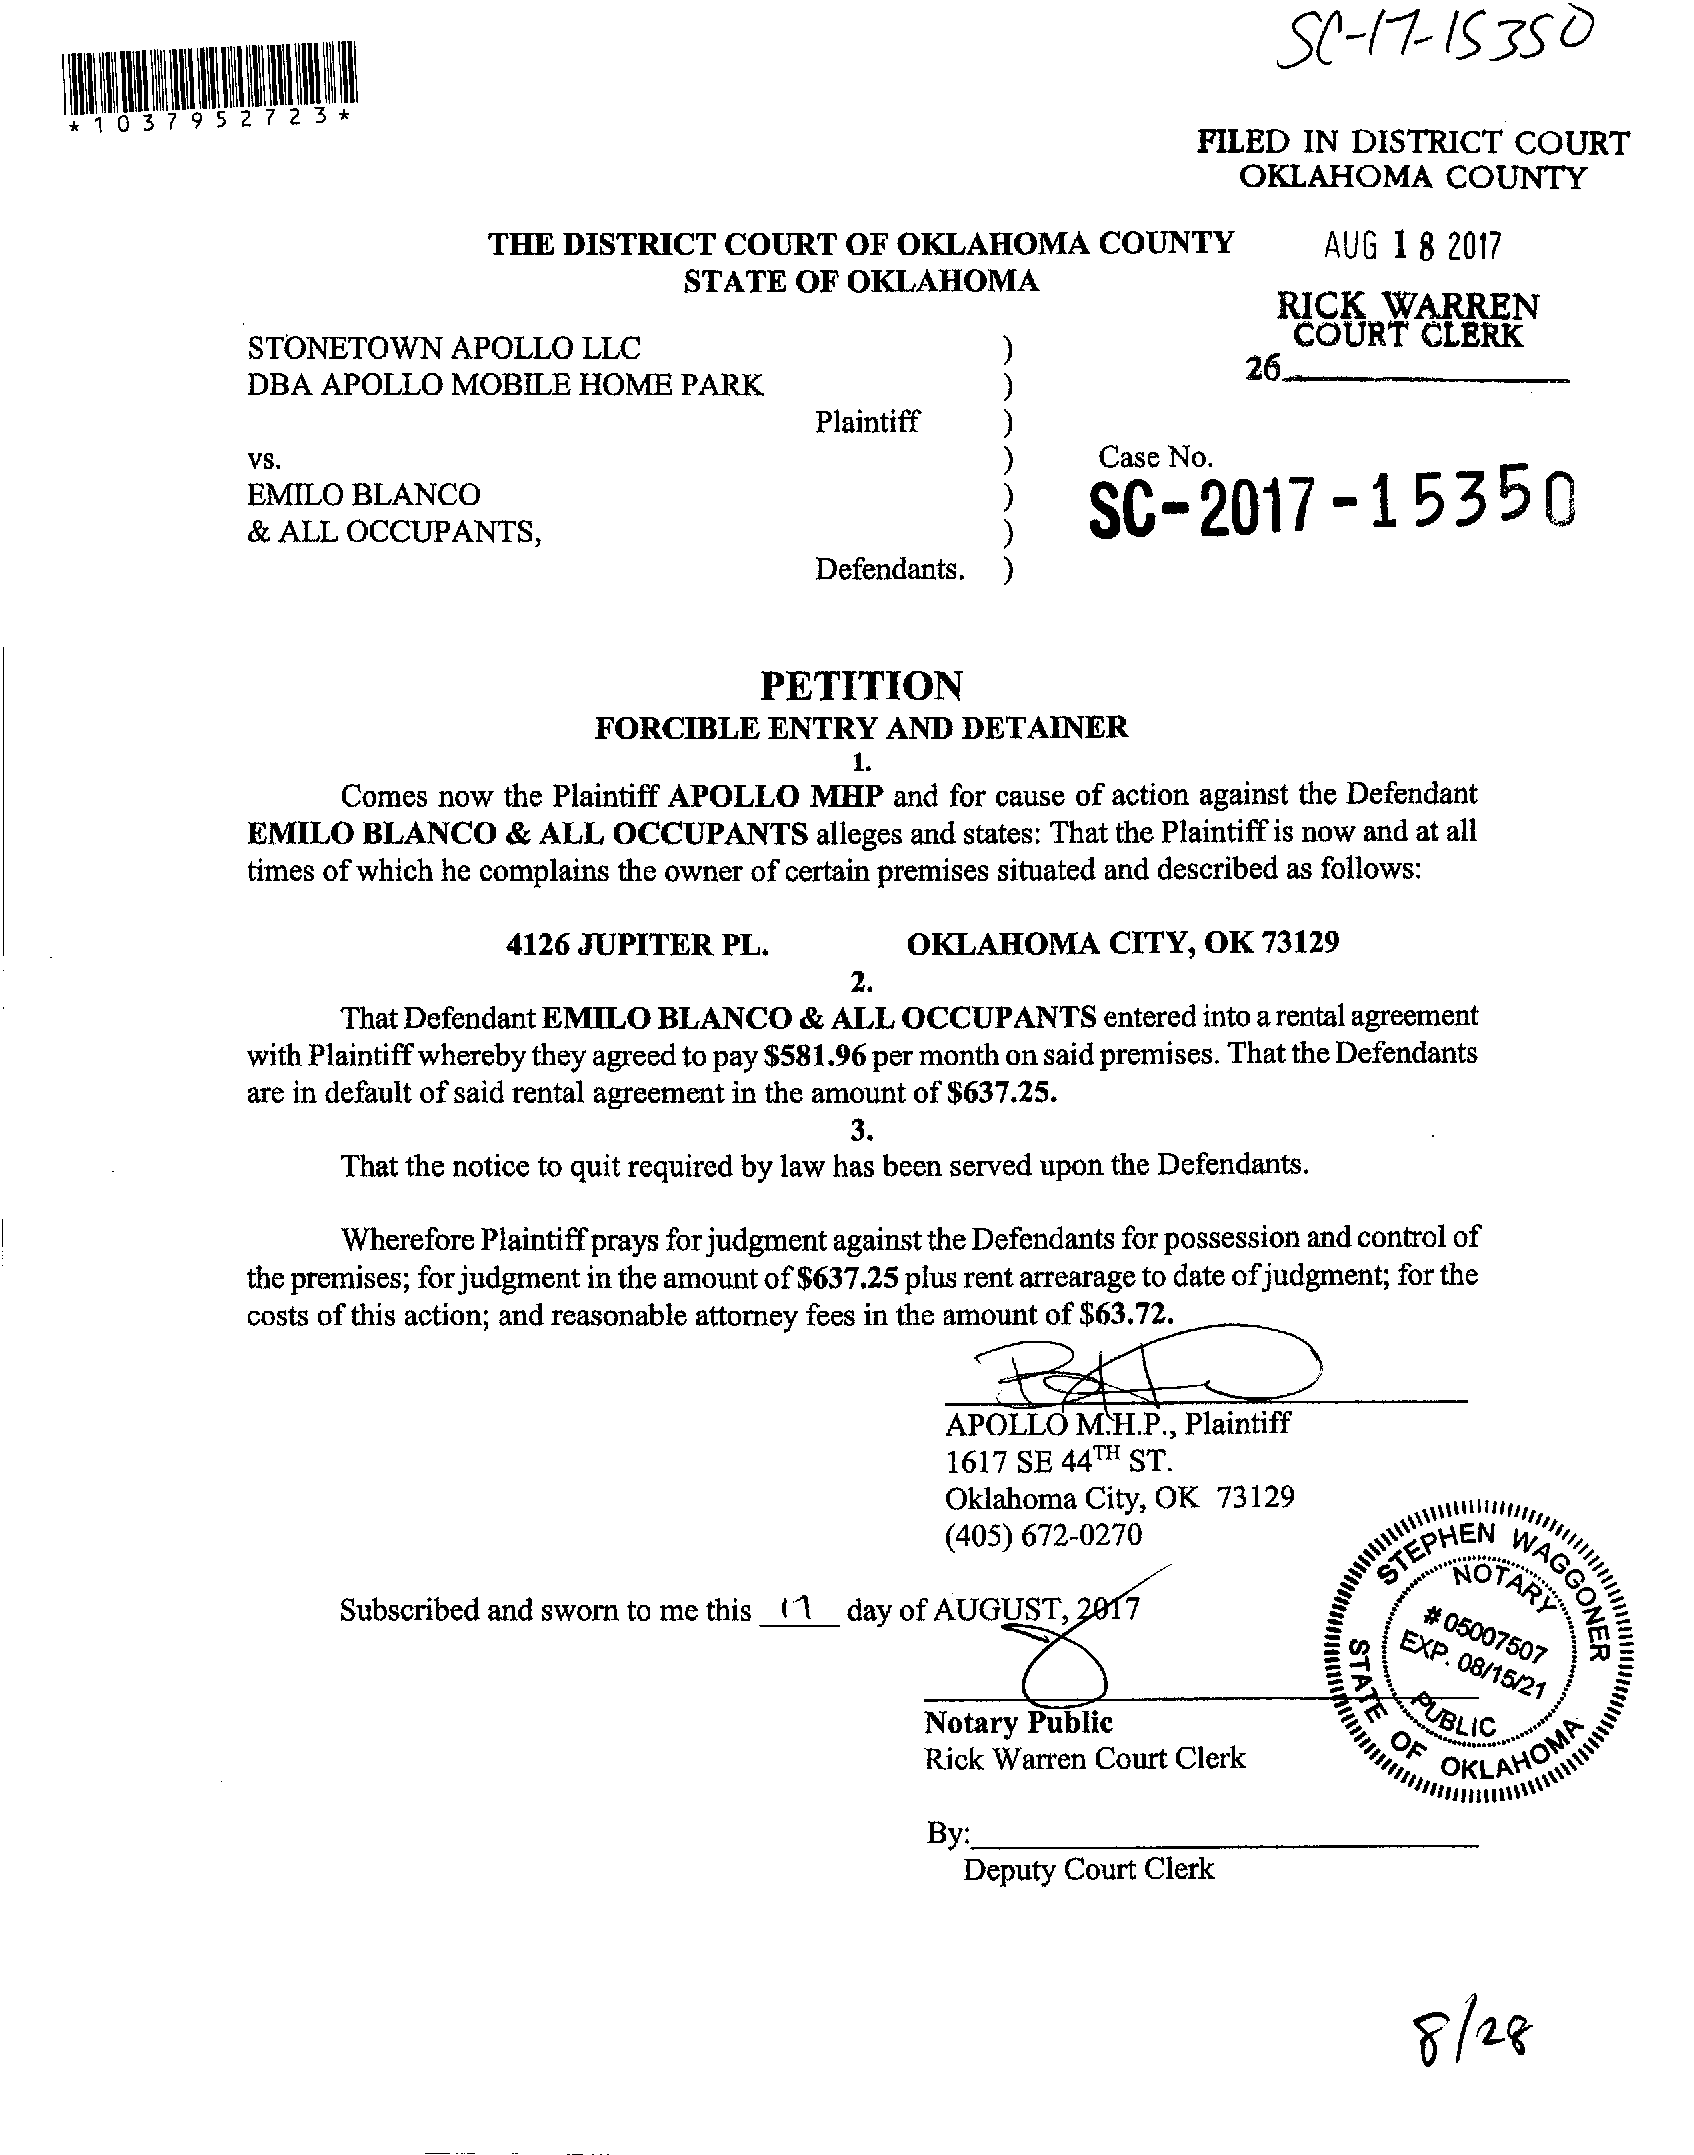 SC-17-15350
*1037952723*
FILED IN DISTRICT COURT
OKLAHOMA COUNTY
THE DISTRICT COURT OF OKLAHOMA COUNTY
STATE OF OKLAHOMA
AUG 18 2017
RICK WARREN
COURT CLERK
26
STONETOWN APOLLO LLC )
DBA APOLLO MOBILE HOME PARK )
Plaintiff )
vs. ) Case No.
EMILO BLANCO ) SC-2017-15350
& ALL OCCUPANTS, )
Defendants. )
PETITION
FORCIBLE ENTRY AND DETAINER
1.
Comes now the Plaintiff APOLLO MHP and for cause of action against the Defendant
EMILO BLANCO & ALL OCCUPANTS alleges and states: That the Plaintiff is now and at all
times of which he complains the owner of certain premises situated and described as follows:
4126 JUPITER PL. OKLAHOMA CITY, OK 73129
2.
That Defendant EMILO BLANCO & ALL OCCUPANTS entered into a rental agreement
with Plaintiff whereby they agreed to pay $581.96 per month on said premises. That the Defendants
are in default of said rental agreement in the amount of $637.25.
3.
That the notice to quit required by law has been served upon the Defendants.
Wherefore Plaintiff prays for judgment against the Defendants for possession and control of
the premises; for judgment in the amount of $637.25 plus rent arrearage to date of judgment; for the
costs of this action; and reasonable attorney fees in the amount of $63.72.
APOLLO M.H.P., Plaintiff
1617 SE 44TH ST.
Oklahoma City, OK 73129
(405) 672-0270
Subscribed and sworn to me this 17 day of AUGUST, 2017
Notary Public
Rick Warren Court Clerk
STEPHEN WAGGONER
NOTARY
# 05007507
EXP. 08/15/21
PUBLIC
STATE OF OKLAHOMA
By:
Deputy Court Clerk
8/28